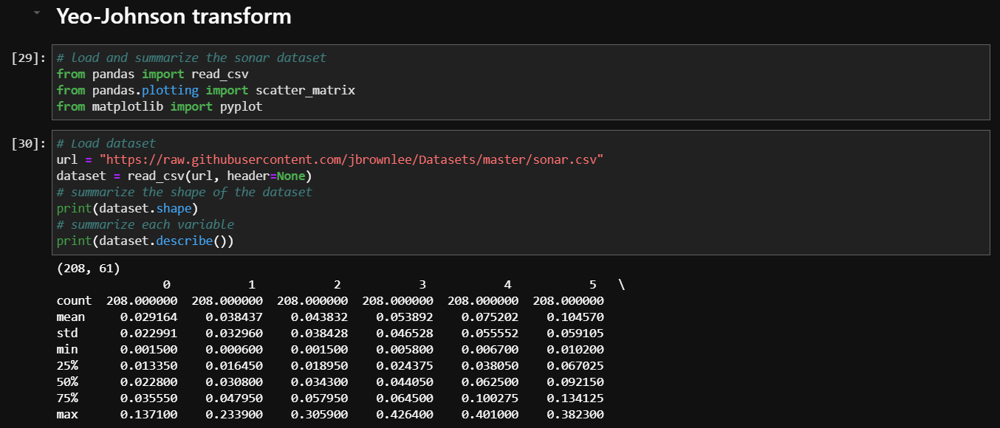 Yeo-Johnson transform
[29]: # load and summarize the sonar dataset
from pandas import read_csv
from pandas.plotting import scatter_matrix
from matplotlib import pyplot
[30]: # Load dataset
url = "https://raw.githubusercontent.com/jbrownlee/Datasets/master/sonar.csv"
dataset = read_csv(url, header=None)
# summarize the shape of the dataset
print(dataset.shape)
# summarize each variable
print(dataset.describe())
(208, 61)
0 1 2 3 4 5 \
count 208.000000 208.000000 208.000000 208.000000 208.000000 208.000000
mean 0.029164 0.038437 0.043832 0.053892 0.075202 0.104570
std 0.022991 0.032960 0.038428 0.046528 0.055552 0.059105
min 0.001500 0.000600 0.001500 0.005800 0.006700 0.010200
25% 0.013350 0.016450 0.018950 0.024375 0.038050 0.067025
50% 0.022800 0.030800 0.034300 0.044050 0.062500 0.092150
75% 0.035550 0.047950 0.057950 0.064500 0.100275 0.134125
max 0.137100 0.233900 0.305900 0.426400 0.401000 0.382300